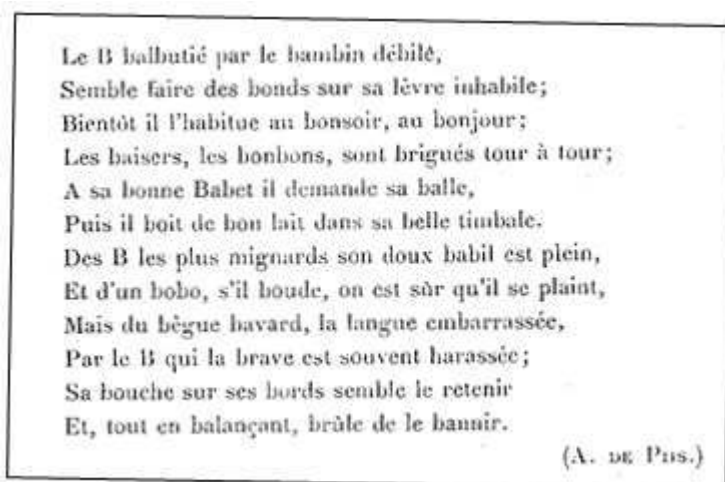 Le B balbutié par le bambin débile,
Semble faire des bonds sur sa lèvre inhabile;
Bientôt il l'habitue au bonsoir, au bonjour;
Les baisers, les bonbons, sont brigués tour à tour;
A sa bonne Babet il demande sa balle,
Puis il boit de bon lait dans sa belle timbale.
Des B les plus mignards son doux babil est plein,
Et d'un bobo, s'il boude, on est sûr qu'il se plaint,
Mais du bègue bavard, la langue embarrassée,
Par le B qui la brave est souvent harassée;
Sa bouche sur ses bords semble le retenir
Et, tout en balançant, brûle de le bannir.
(A. DE PIIS.)